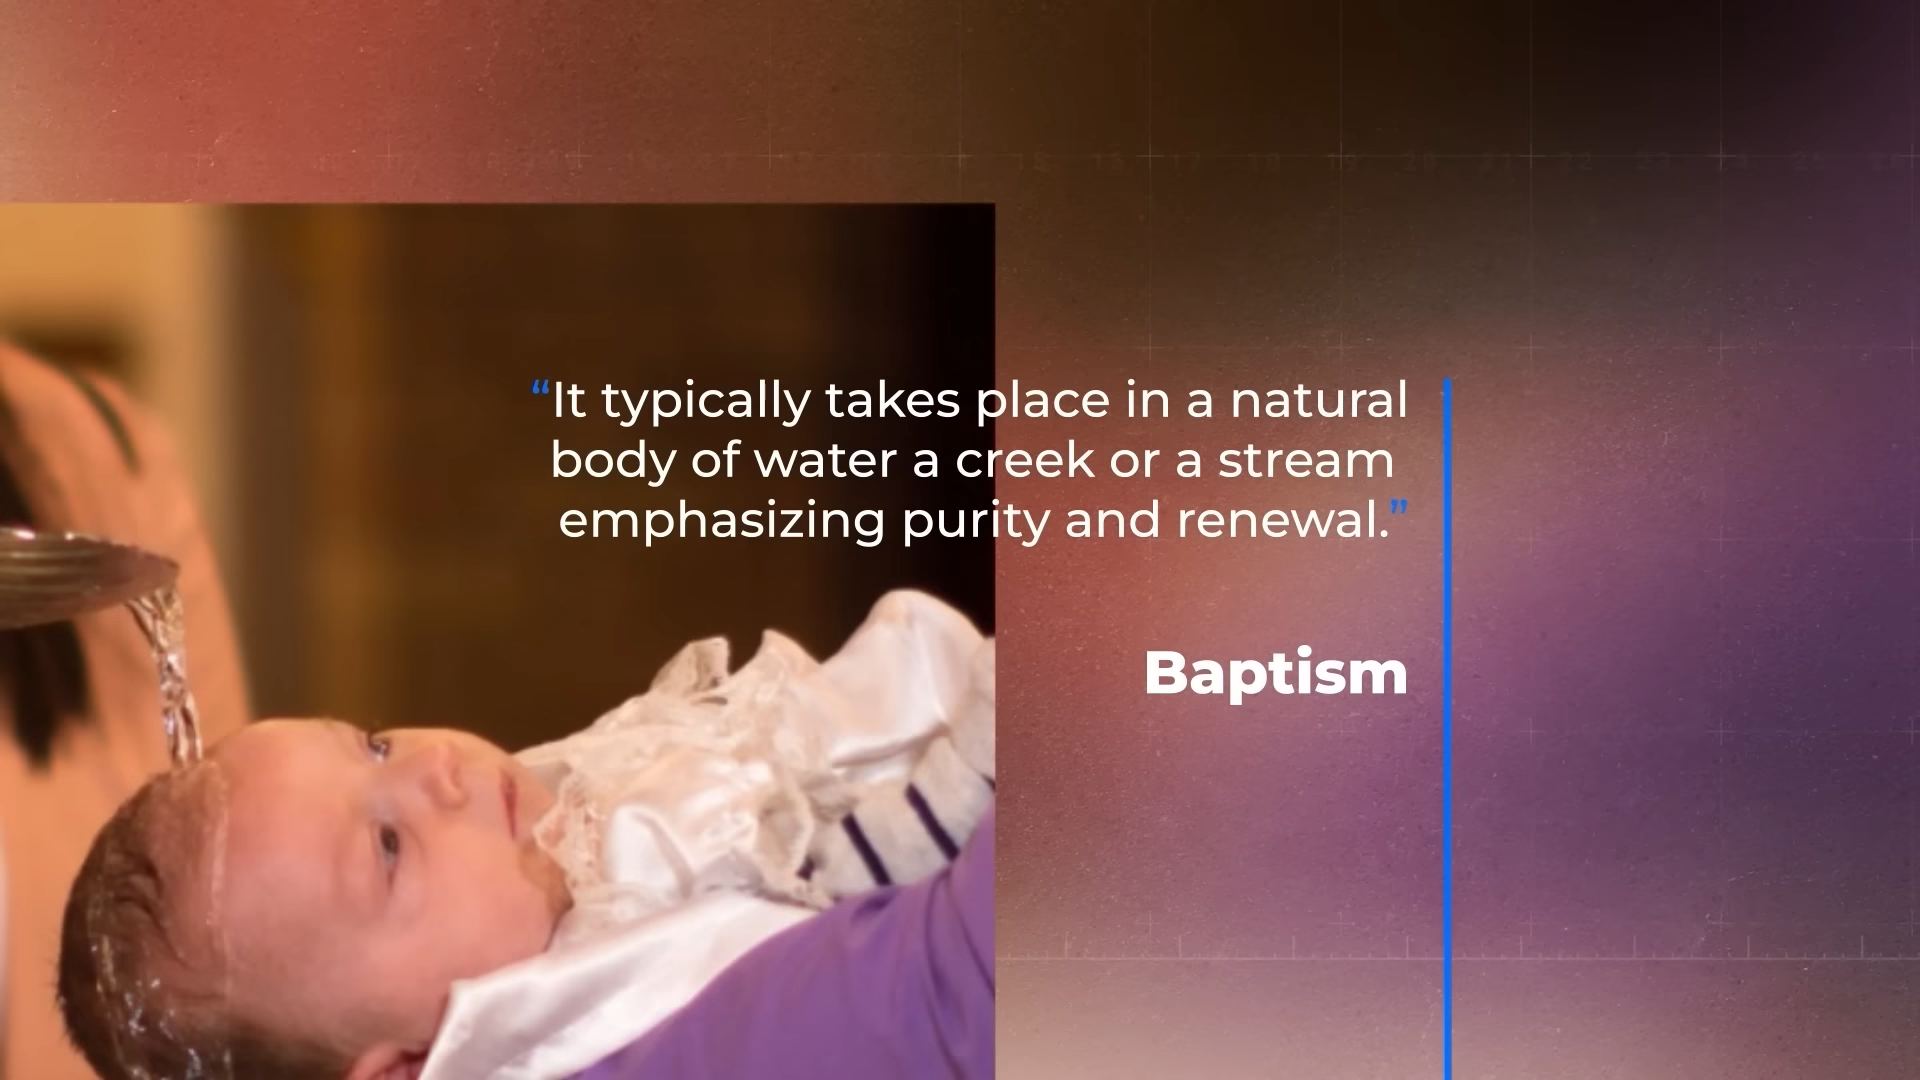 “It typically takes place in a natural
body of water a creek or a stream
emphasizing purity and renewal.”
Baptism